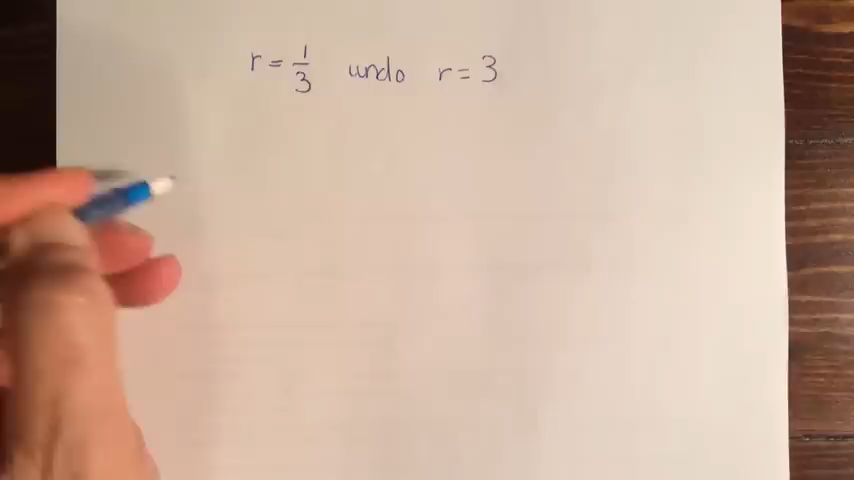 r = 1/3 undo r = 3